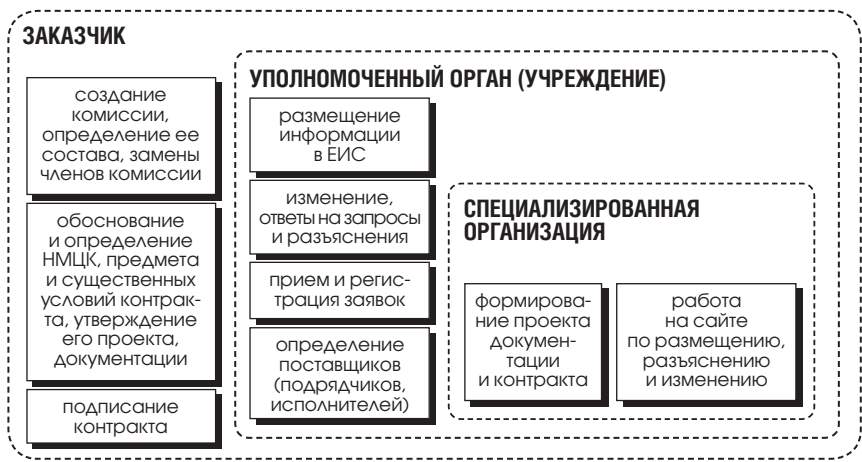 ЗАКАЗЧИК
создание
комиссии,
определение ее
состава, замены
членов комиссии
обоснование
и определение
НМЦК, предмета
и существенных
условий контрак-
та, утверждение
его проекта,
документации
подписание
контракта
УПОЛНОМОЧЕННЫЙ ОРГАН (УЧРЕЖДЕНИЕ)
размещение
информации
в ЕИС
изменение,
ответы на запросы
и разъяснения
прием и регис-
трация заявок
определение
поставщиков
(подрядчиков,
исполнителей)
СПЕЦИАЛИЗИРОВАННАЯ
ОРГАНИЗАЦИЯ
формирова-
ние проекта
докумен-
тации
и контракта
работа
на сайте
по размещению,
разъяснению
и изменению